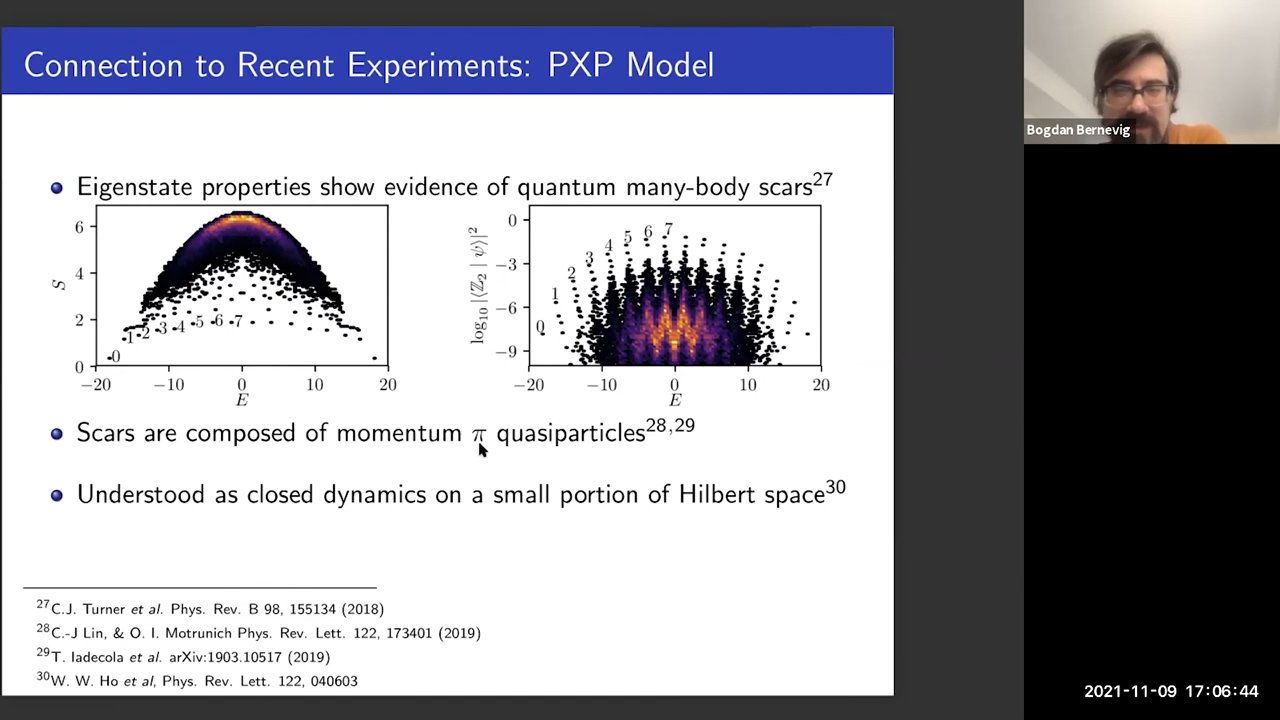 Connection to Recent Experiments: PXP Model
Bogdan Bernevig
Eigenstate properties show evidence of quantum many-body scars27
6
4
2
0
S
0
1
2
3
4
5
6
7
−20
−10
0
10
20
E
0
−3
−6
−9
log10 |⟨ℤ2 | ψ⟩|2
0
1
2
3
4
5
6
7
−20
−10
0
10
20
E
Scars are composed of momentum π quasiparticles28,29
Understood as closed dynamics on a small portion of Hilbert space30
27C.J. Turner et al. Phys. Rev. B 98, 155134 (2018)
28C.-J Lin, & O. I. Motrunich Phys. Rev. Lett. 122, 173401 (2019)
29T. Iadecola et al. arXiv:1903.10517 (2019)
30W. W. Ho et al, Phys. Rev. Lett. 122, 040603
2021-11-09 17:06:44